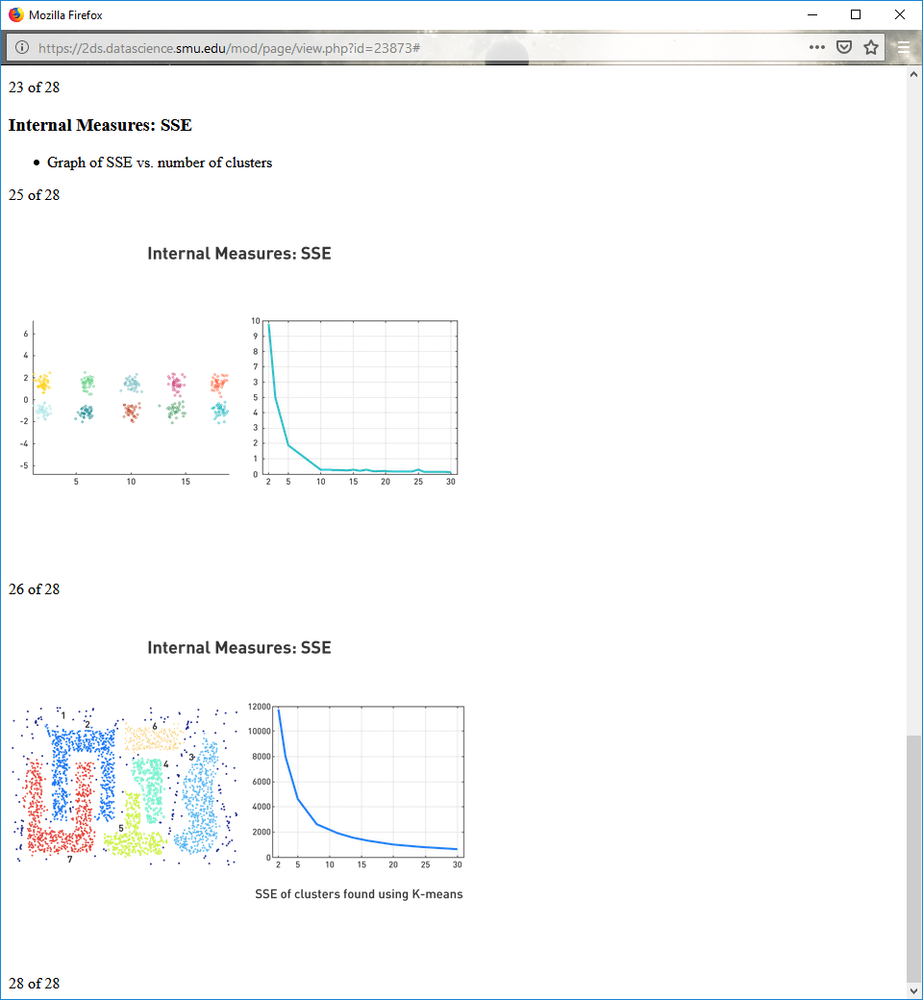 Mozilla Firefox
https://2ds.datascience.smu.edu/mod/page/view.php?id=23873#
23 of 28
Internal Measures: SSE
• Graph of SSE vs. number of clusters
25 of 28
Internal Measures: SSE
6
4
2
0
-2
-4
-5
5 10 15
10
9
8
7
3
5
4
3
2
1
0
2 5 10 15 20 25 30
26 of 28
Internal Measures: SSE
1
2
6
3
4
5
7
12000
10000
8000
6000
4000
2000
0
2 5 10 15 20 25 30
SSE of clusters found using K-means
28 of 28